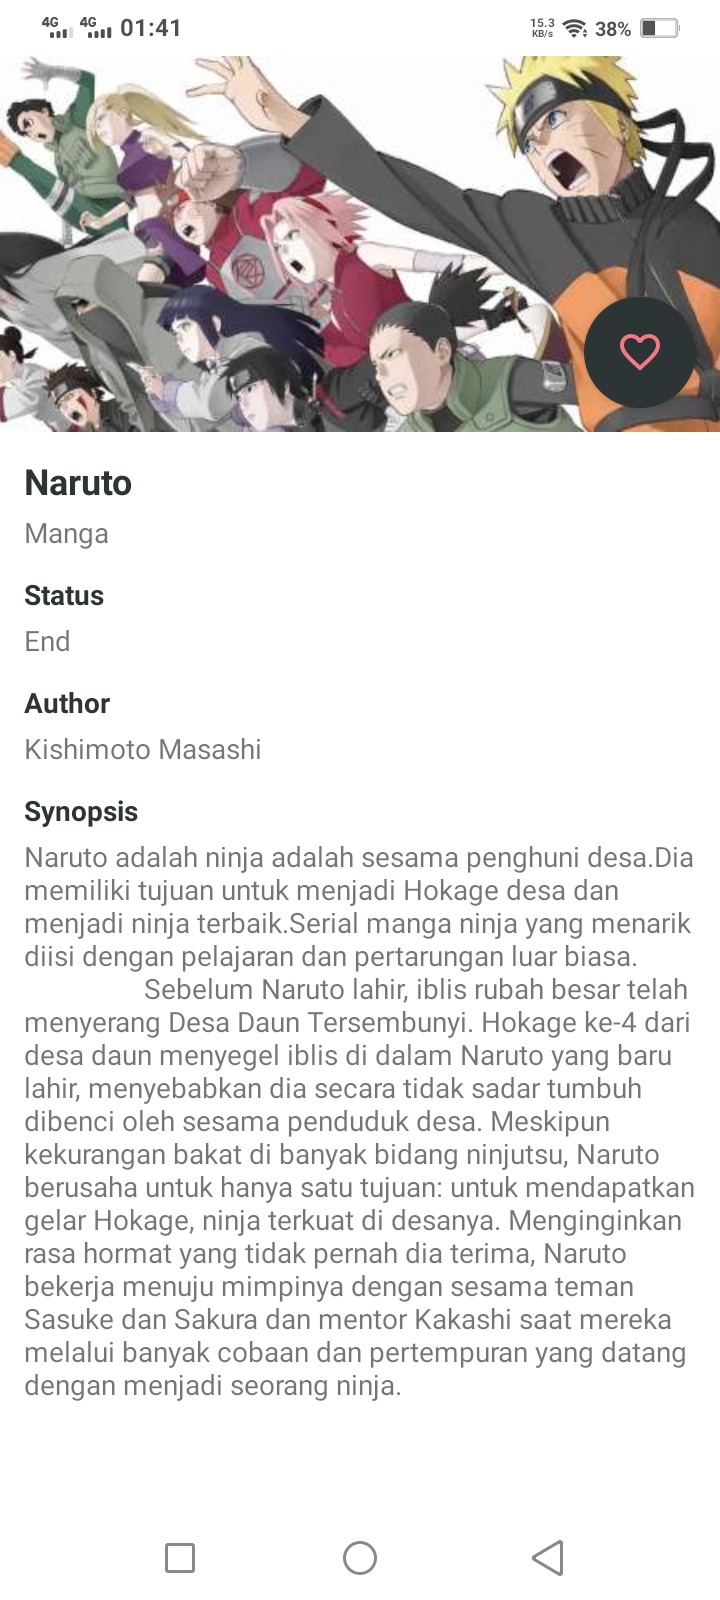 4G 4G 01:41 15.3 KB/s 38%
Naruto
Manga
Status
End
Author
Kishimoto Masashi
Synopsis
Naruto adalah ninja adalah sesama penghuni desa.Dia
memiliki tujuan untuk menjadi Hokage desa dan
menjadi ninja terbaik.Serial manga ninja yang menarik
diisi dengan pelajaran dan pertarungan luar biasa.
Sebelum Naruto lahir, iblis rubah besar telah
menyerang Desa Daun Tersembunyi. Hokage ke-4 dari
desa daun menyegel iblis di dalam Naruto yang baru
lahir, menyebabkan dia secara tidak sadar tumbuh
dibenci oleh sesama penduduk desa. Meskipun
kekurangan bakat di banyak bidang ninjutsu, Naruto
berusaha untuk hanya satu tujuan: untuk mendapatkan
gelar Hokage, ninja terkuat di desanya. Menginginkan
rasa hormat yang tidak pernah dia terima, Naruto
bekerja menuju mimpinya dengan sesama teman
Sasuke dan Sakura dan mentor Kakashi saat mereka
melalui banyak cobaan dan pertempuran yang datang
dengan menjadi seorang ninja.